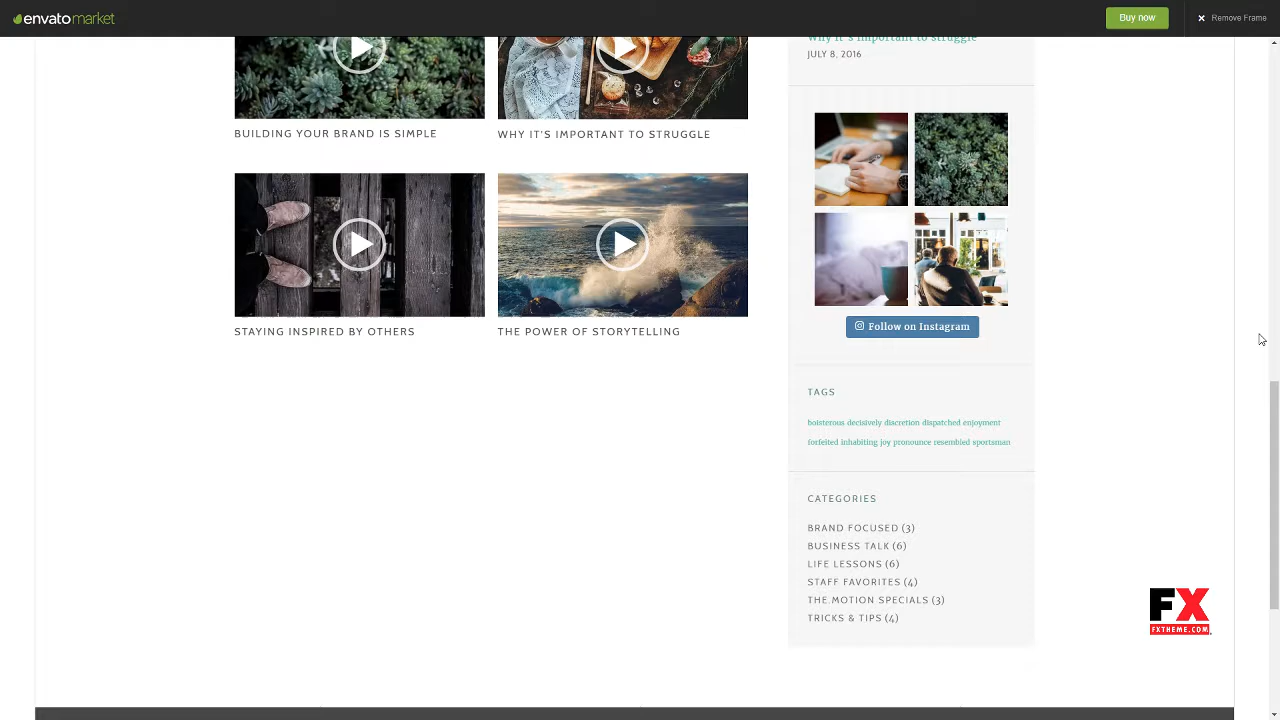 envatomarket
Buy now
Remove Frame
Why it's important to struggle
JULY 8, 2016
BUILDING YOUR BRAND IS SIMPLE
WHY IT'S IMPORTANT TO STRUGGLE
STAYING INSPIRED BY OTHERS
THE POWER OF STORYTELLING
Follow on Instagram
TAGS
boisterous decisively discretion dispatched enjoyment
forfeited inhabiting joy pronounce resembled sportsman
CATEGORIES
BRAND FOCUSED (3)
BUSINESS TALK (6)
LIFE LESSONS (6)
STAFF FAVORITES (4)
THE.MOTION SPECIALS (3)
TRICKS & TIPS (4)
FX
FXTHEME.COM